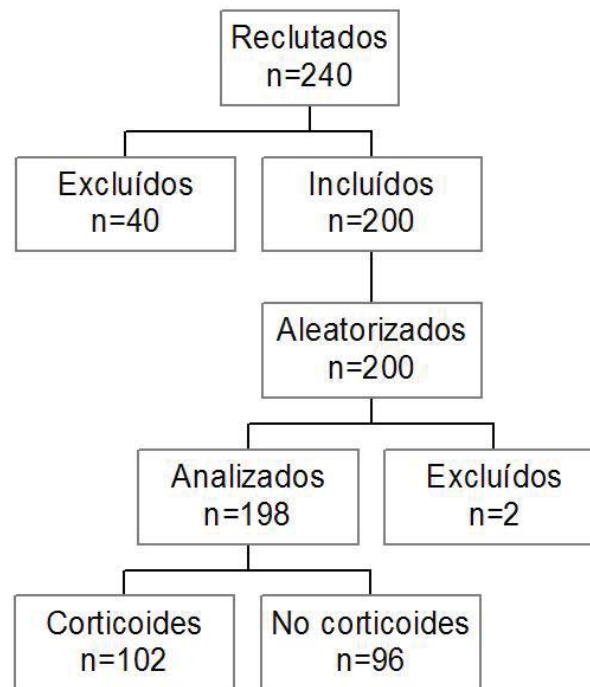 Reclutados
n=240
Excluídos
n=40
Incluídos
n=200
Aleatorizados
n=200
Analizados
n=198
Excluídos
n=2
Corticoides
n=102
No corticoides
n=96